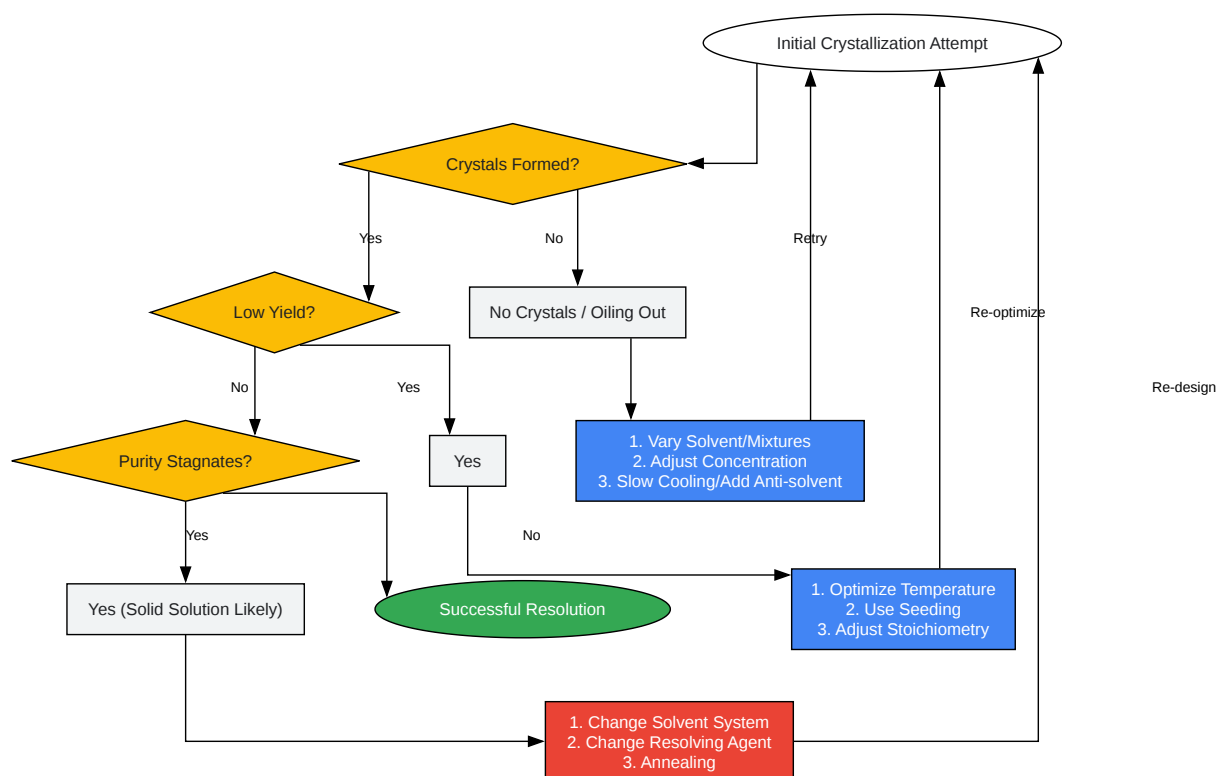 Initial Crystallization Attempt
Crystals Formed?
Yes
No
Retry
Low Yield?
No Crystals / Oiling Out
Re-optimize
No
Yes
Re-design
Purity Stagnates?
Yes
1. Vary Solvent/Mixtures
2. Adjust Concentration
3. Slow Cooling/Add Anti-solvent
Yes
No
Yes (Solid Solution Likely)
Successful Resolution
1. Optimize Temperature
2. Use Seeding
3. Adjust Stoichiometry
1. Change Solvent System
2. Change Resolving Agent
3. Annealing